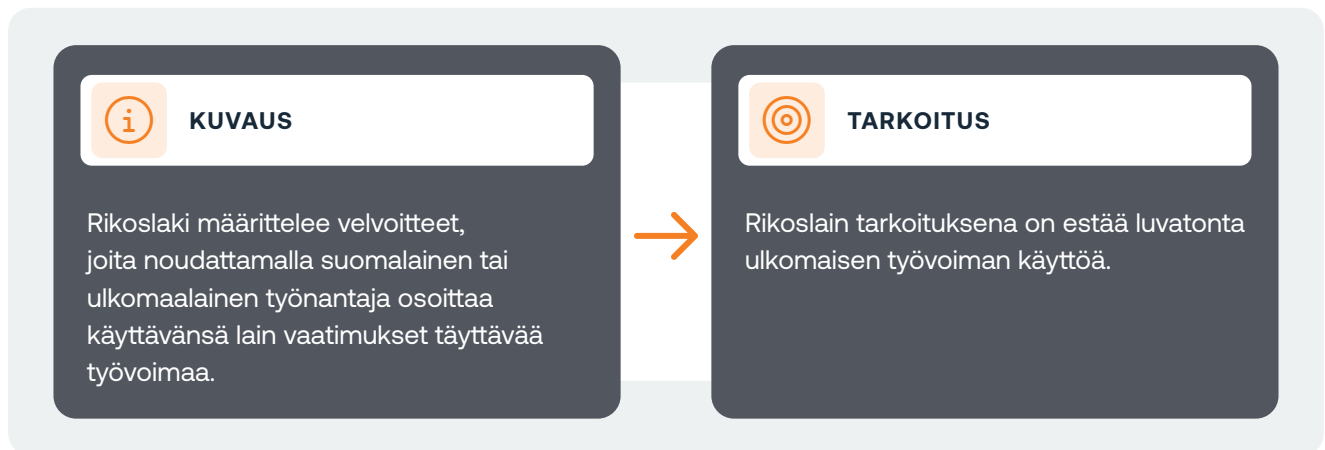 KUVAUS
Rikoslaki määrittelee velvoitteet,
joita noudattamalla suomalainen tai
ulkomaalainen työnantaja osoittaa
käyttävänsä lain vaatimukset täyttävää
työvoimaa.
TARKOITUS
Rikoslain tarkoituksena on estää luvatonta
ulkomaisen työvoiman käyttöä.